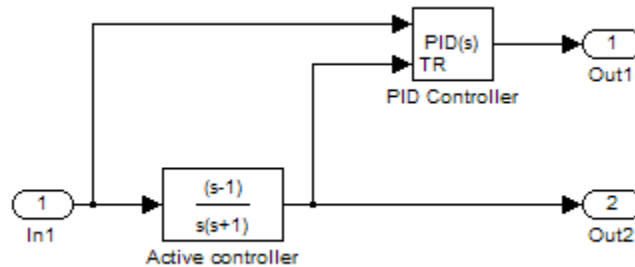 PID(s)
TR
PID Controller
1
Out1
1
In1
(s-1)
s(s+1)
Active controller
2
Out2